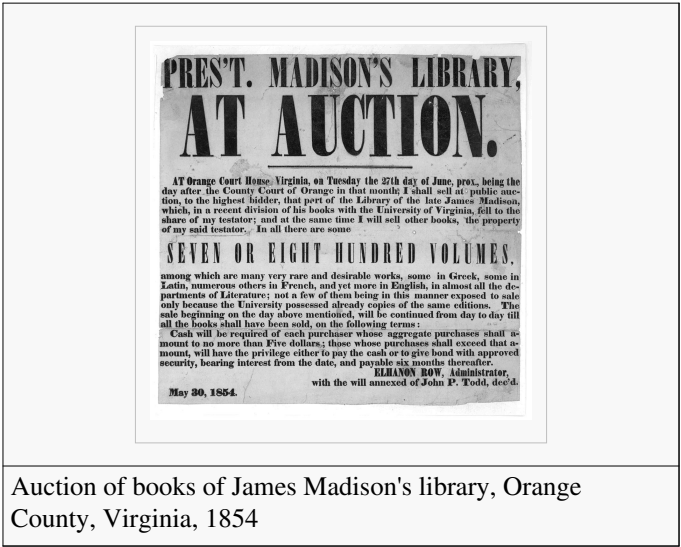 PRES'T. MADISON'S LIBRARY,
AT AUCTION.
AT Orange Court House Virginia, on Tuesday the 27th day of June, prox., being the
day after the County Court of Orange in that month; I shall sell at public auc-
tion, to the highest bidder, that part of the Library of the late James Madison,
which, in a recent division of his books with the University of Virginia, fell to the
share of my testator; and at the same time I will sell other books, the property
of my said testator. In all there are some
SEVEN OR EIGHT HUNDRED VOLUMES,
among which are many very rare and desirable works, some in Greek, some in
Latin, numerous others in French, and yet more in English, in almost all the de-
partments of Literature; not a few of them being in this manner exposed to sale
only because the University possessed already copies of the same editions. The
sale beginning on the day above mentioned, will be continued from day to day till
all the books shall have been sold, on the following terms:
Cash will be required of each purchaser whose aggregate purchases shall a-
mount to no more than Five dollars; those whose purchases shall exceed that a-
mount, will have the privilege either to pay the cash or to give bond with approved
security, bearing interest from the date, and payable six months thereafter.
ELHANON ROW, Administrator,
with the will annexed of John P. Todd, dec'd.
May 30, 1854.
Auction of books of James Madison's library, Orange
County, Virginia, 1854